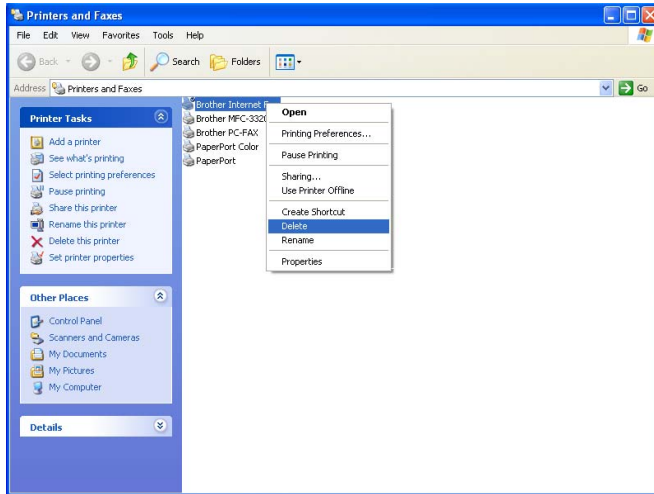 Printers and Faxes
File Edit View Favorites Tools Help
Back Search Folders
Address Printers and Faxes Go
Printer Tasks
Add a printer
See what's printing
Select printing preferences
Pause printing
Share this printer
Rename this printer
Delete this printer
Set printer properties
Other Places
Control Panel
Scanners and Cameras
My Documents
My Pictures
My Computer
Details
Brother Internet F...
Brother MFC-3320
Brother PC-FAX
PaperPort Color
PaperPort
Open
Printing Preferences...
Pause Printing
Sharing...
Use Printer Offline
Create Shortcut
Delete
Rename
Properties